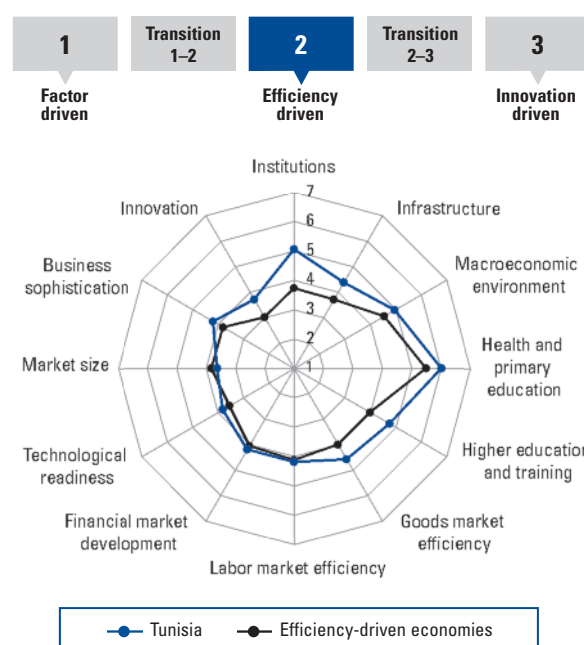 1
Transition
1–2
2
Transition
2–3
3
Factor
driven
Efficiency
driven
Innovation
driven
Institutions
7
Innovation
Infrastructure
6
5
Business
sophistication
Macroeconomic
environment
4
3
2
Market size
1
Health and
primary
education
Technological
readiness
Higher education
and training
Financial market
development
Goods market
efficiency
Labor market efficiency
Tunisia
Efficiency-driven economies